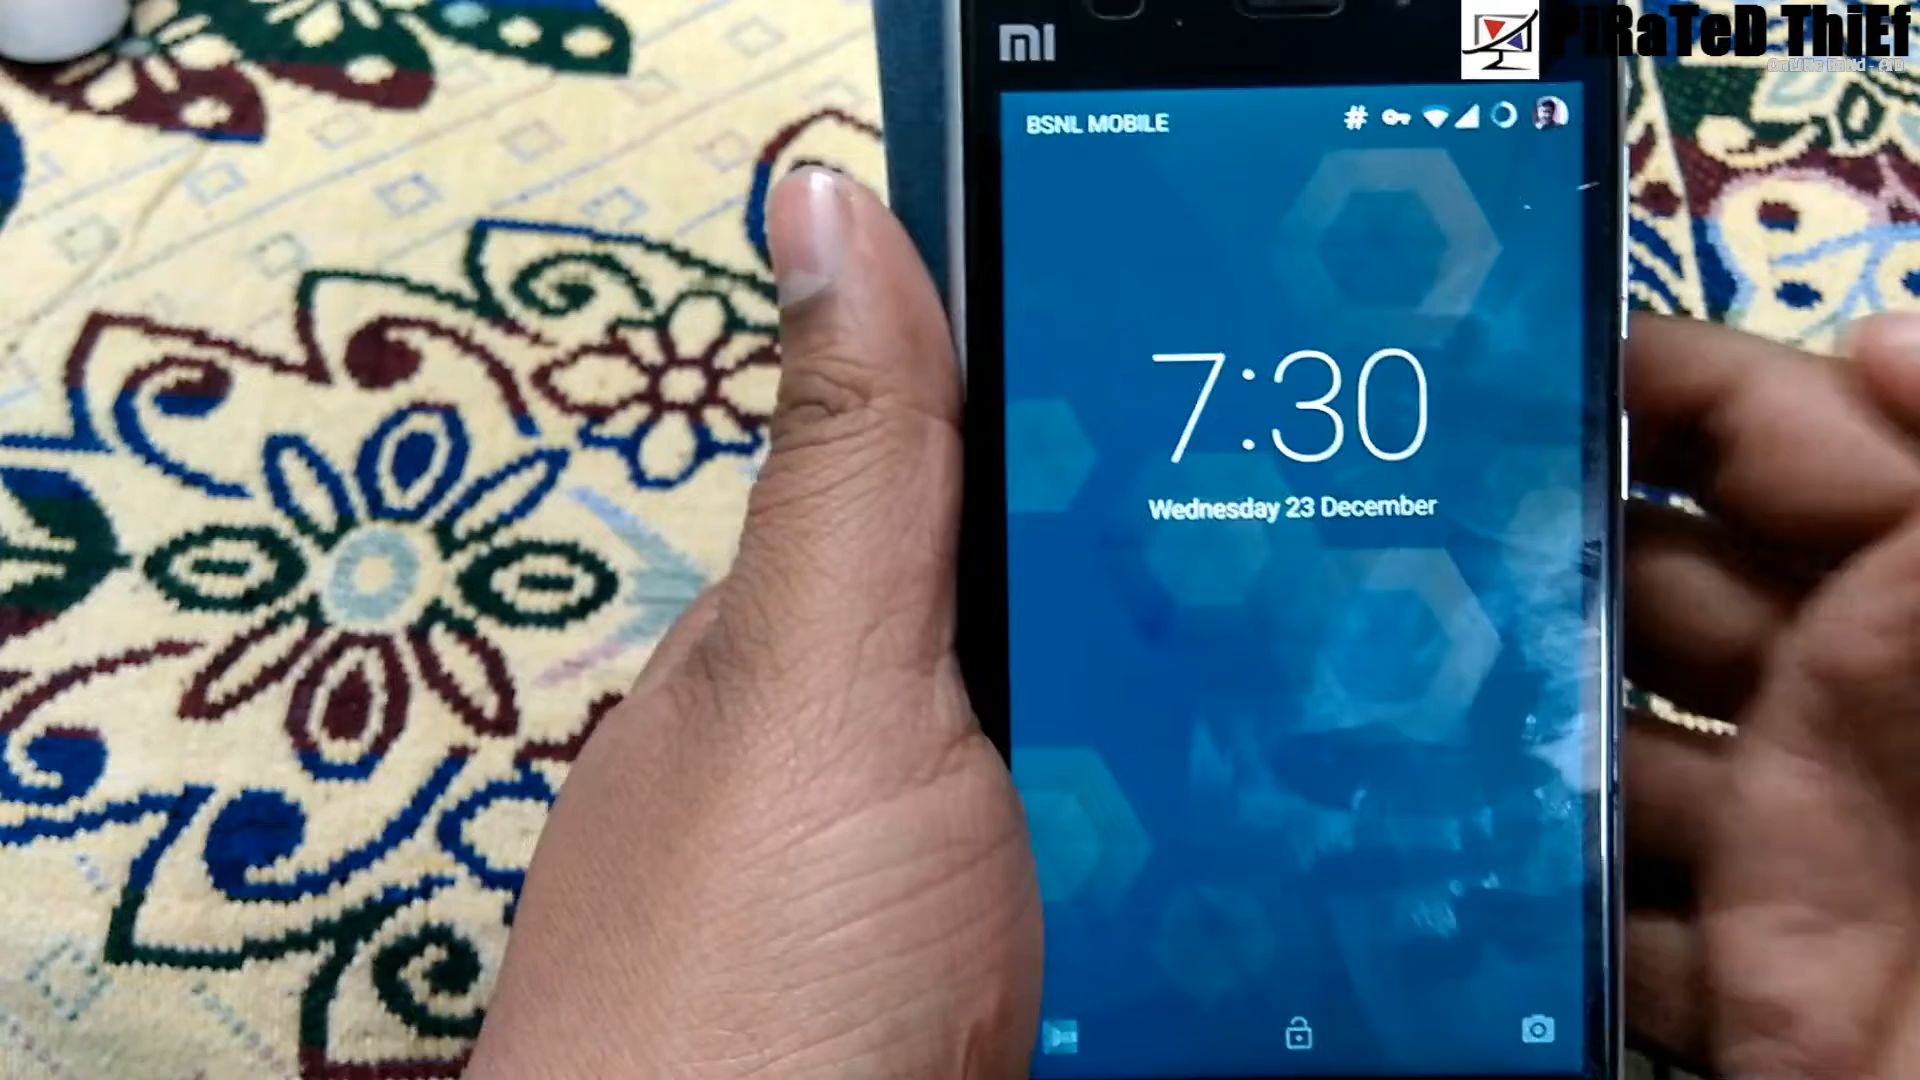 MI
PiRaTeD ThiEf
BSNL MOBILE
7:30
Wednesday 23 December